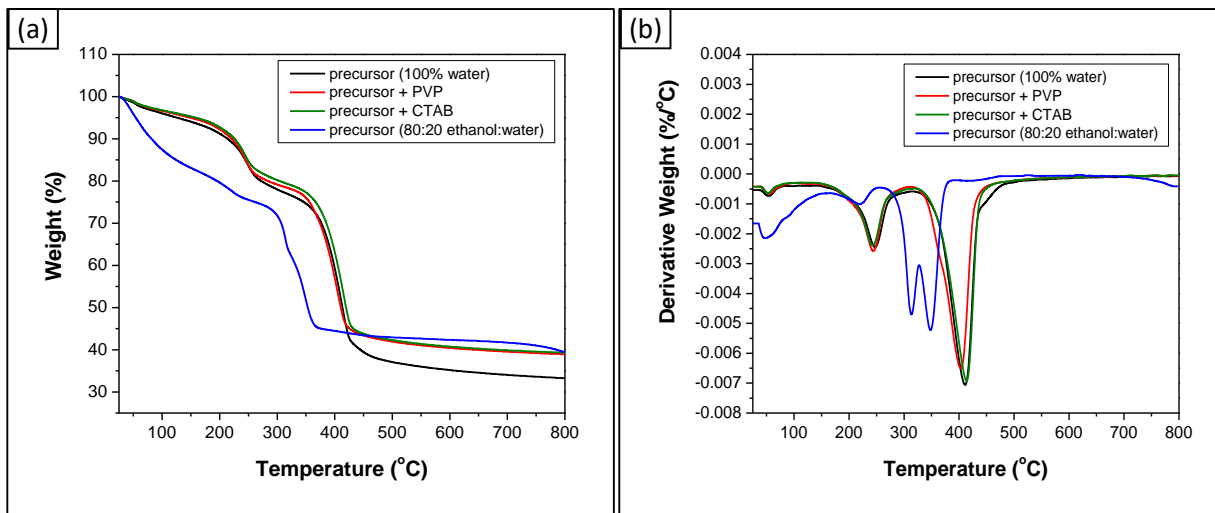 (a)
110
100
90
80
70
60
50
40
30
Weight (%)
precursor (100% water)
precursor + PVP
precursor + CTAB
precursor (80:20 ethanol:water)
100 200 300 400 500 600 700 800
Temperature (°C)
(b)
0.004
0.003
0.002
0.001
0.000
-0.001
-0.002
-0.003
-0.004
-0.005
-0.006
-0.007
-0.008
Derivative Weight (%/°C)
precursor (100% water)
precursor + PVP
precursor + CTAB
precursor (80:20 ethanol:water)
100 200 300 400 500 600 700 800
Temperature (°C)